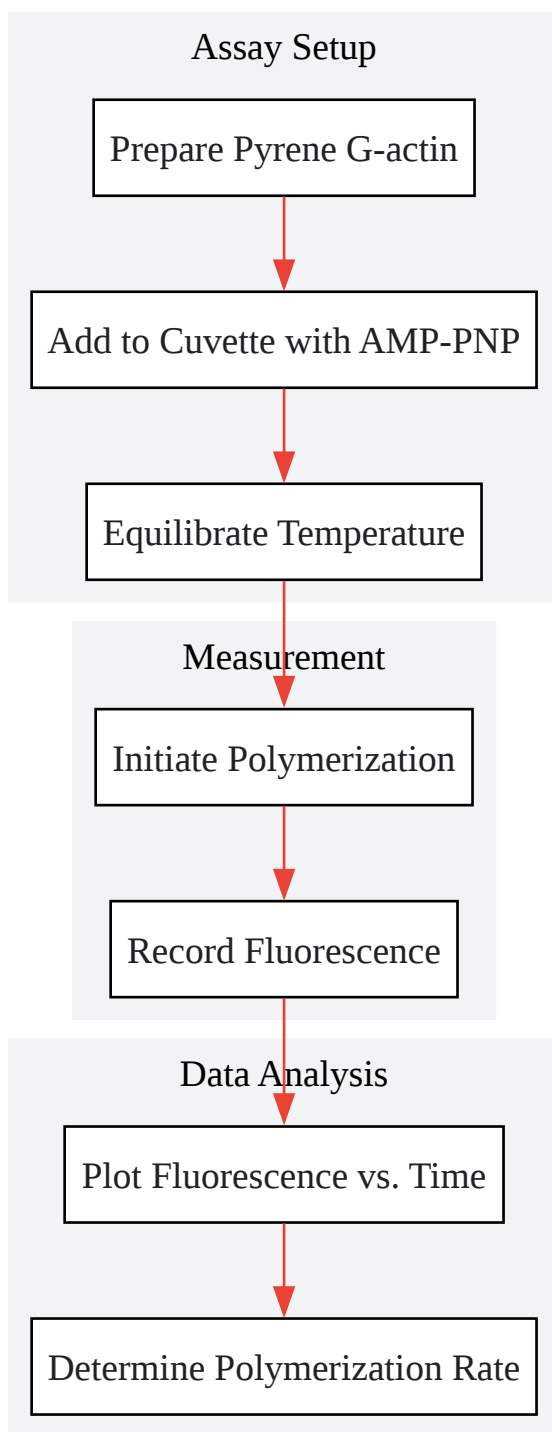 Assay Setup
Prepare Pyrene G-actin
Add to Cuvette with AMP-PNP
Equilibrate Temperature
Measurement
Initiate Polymerization
Record Fluorescence
Data Analysis
Plot Fluorescence vs. Time
Determine Polymerization Rate